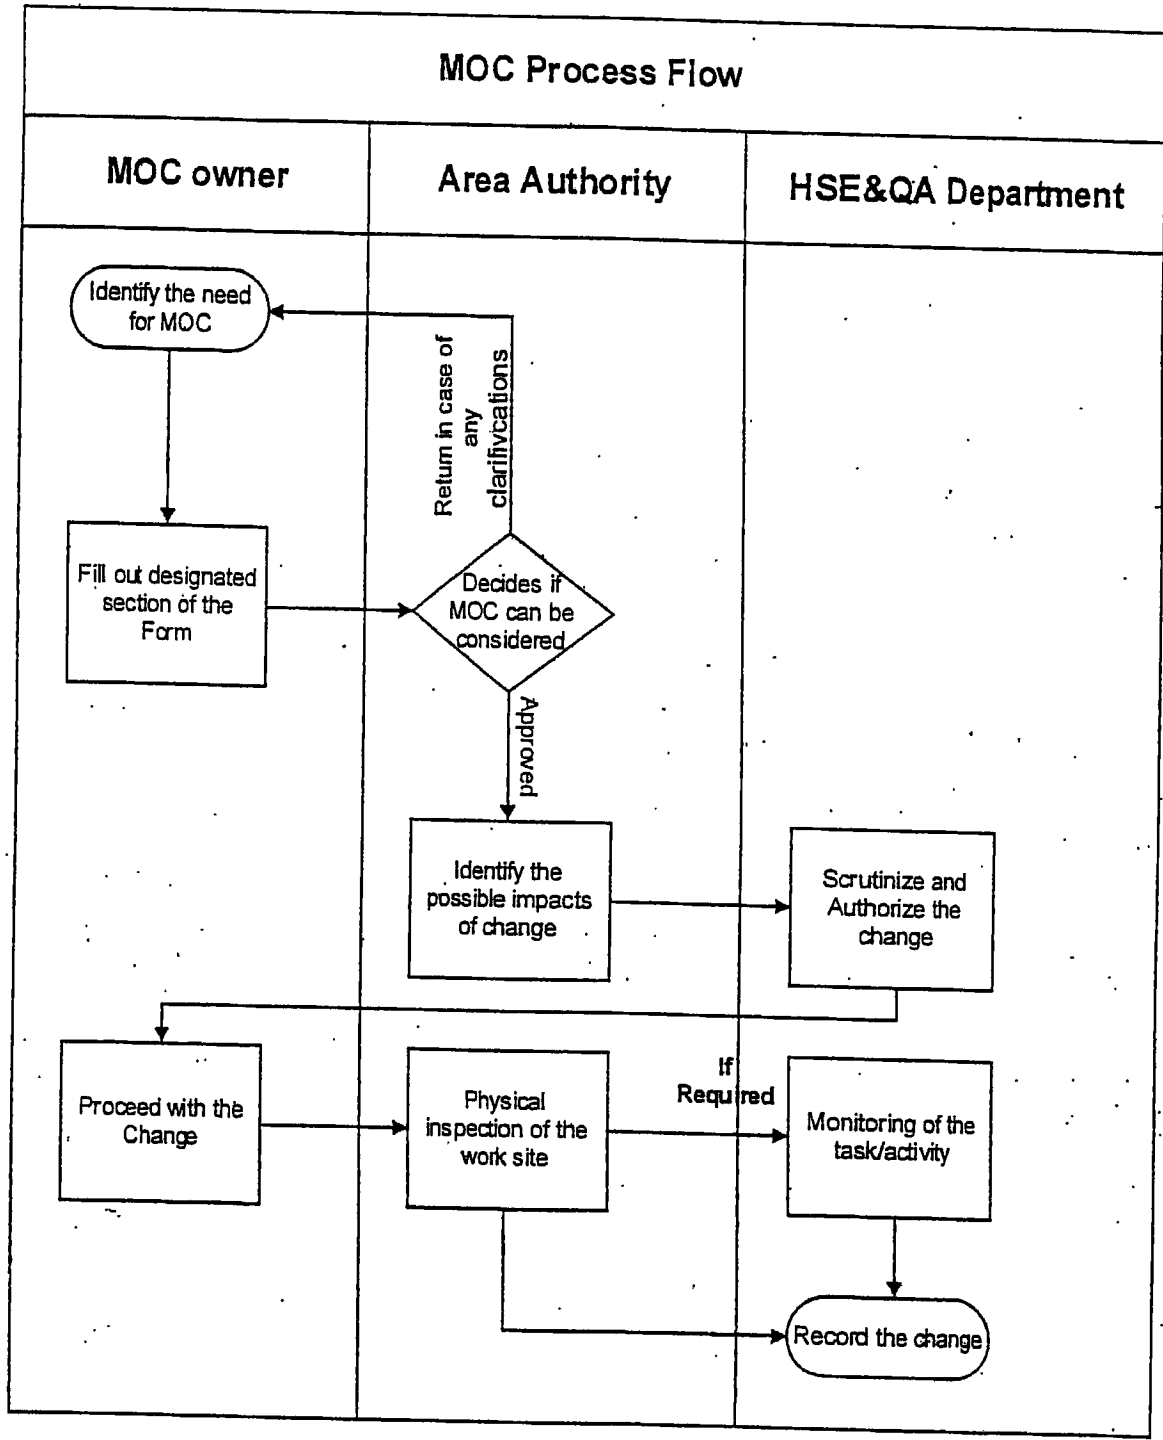 MOC Process Flow
MOC owner
Area Authority
HSE&QA Department
Identify the need
for MOC
Return in case of
any
clarifivcations
Fill out designated
section of the
Form
Decides if
MOC can be
considered
Approved
Identify the
possible impacts
of change
Scrutinize and
Authorize the
change
Proceed with the
Change
Physical
inspection of the
work site
If
Required
Monitoring of the
task/activity
Record the change